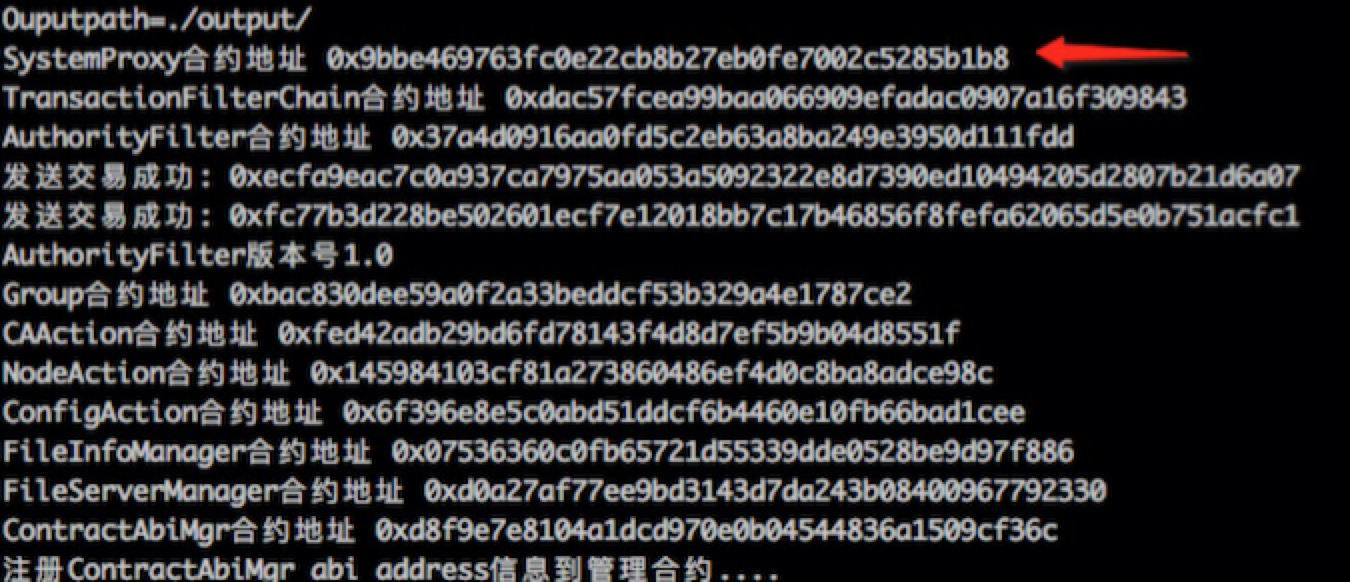 Ouputpath=./output/
SystemProxy合约地址 0x9bbe469763fc0e22cb8b27eb0fe7002c5285b1b8
TransactionFilterChain合约地址 0xdac57fcea99baa066909efadac0907a16f309843
AuthorityFilter合约地址 0x37a4d0916aa0fd5c2eb63a8ba249e3950d111fdd
发送交易成功: 0xecfa9eac7c0a937ca7975aa053a5092322e8d7390ed10494205d2807b21d6a07
发送交易成功: 0xfc77b3d228be502601ecf7e12018bb7c17b46856f8fefa62065d5e0b751acfc1
AuthorityFilter版本号1.0
Group合约地址 0xbac830dee59a0f2a33beddcf53b329a4e1787ce2
CAAction合约地址 0xfed42adb29bd6fd78143f4d8d7ef5b9b04d8551f
NodeAction合约地址 0x145984103cf81a273860486ef4d0c8ba8adce98c
ConfigAction合约地址 0x6f396e8e5c0abd51ddcf6b4460e10fb66bad1cee
FileInfoManager合约地址 0x07536360c0fb65721d55339dde0528be9d97f886
FileServerManager合约地址 0xd0a27af77ee9bd3143d7da243b08400967792330
ContractAbiMgr合约地址 0xd8f9e7e8104a1dcd970e0b04544836a1509cf36c
注册ContractAbiMgr abi address信息到管理合约....